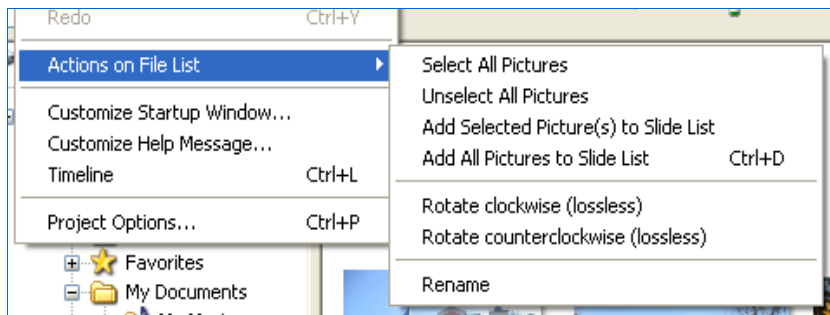 Redo Ctrl+Y
Actions on File List
Customize Startup Window...
Customize Help Message...
Timeline Ctrl+L
Project Options... Ctrl+P
Select All Pictures
Unselect All Pictures
Add Selected Picture(s) to Slide List
Add All Pictures to Slide List Ctrl+D
Rotate clockwise (lossless)
Rotate counterclockwise (lossless)
Rename
Favorites
My Documents